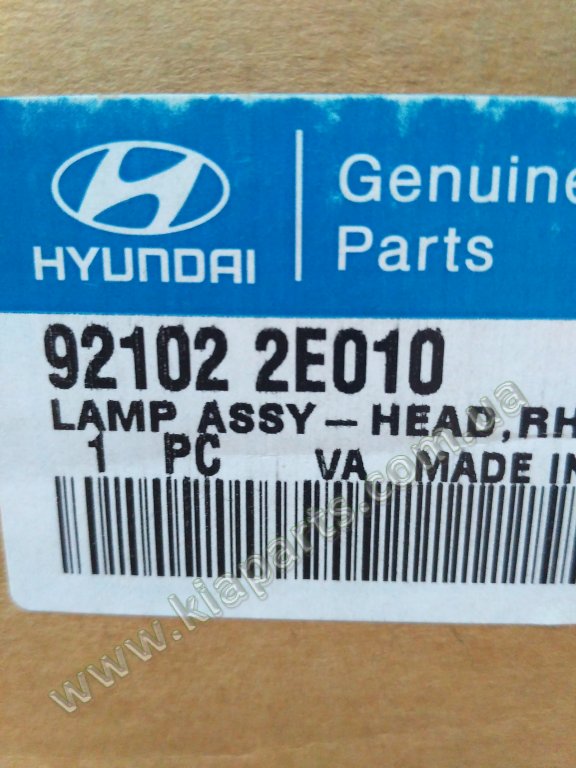 HYUNDAI
Genuine
Parts
92102 2E010
LAMP ASSY - HEAD, RH
1 PC VA MADE IN
www.kiaparts.com.ua